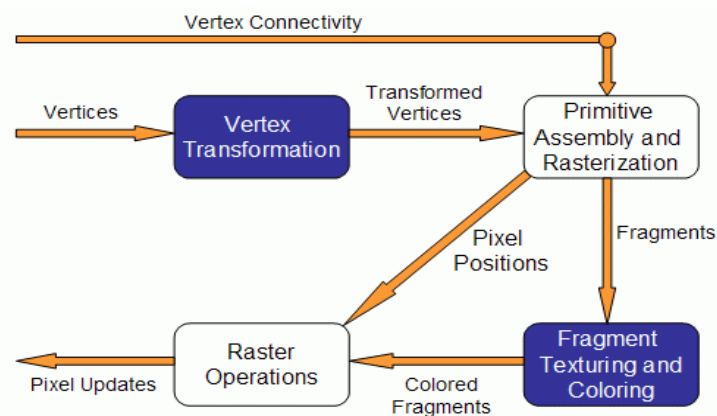 Vertex Connectivity
Vertices
Vertex
Transformation
Transformed
Vertices
Primitive
Assembly and
Rasterization
Pixel
Positions
Fragments
Fragment
Texturing and
Coloring
Colored
Fragments
Raster
Operations
Pixel Updates